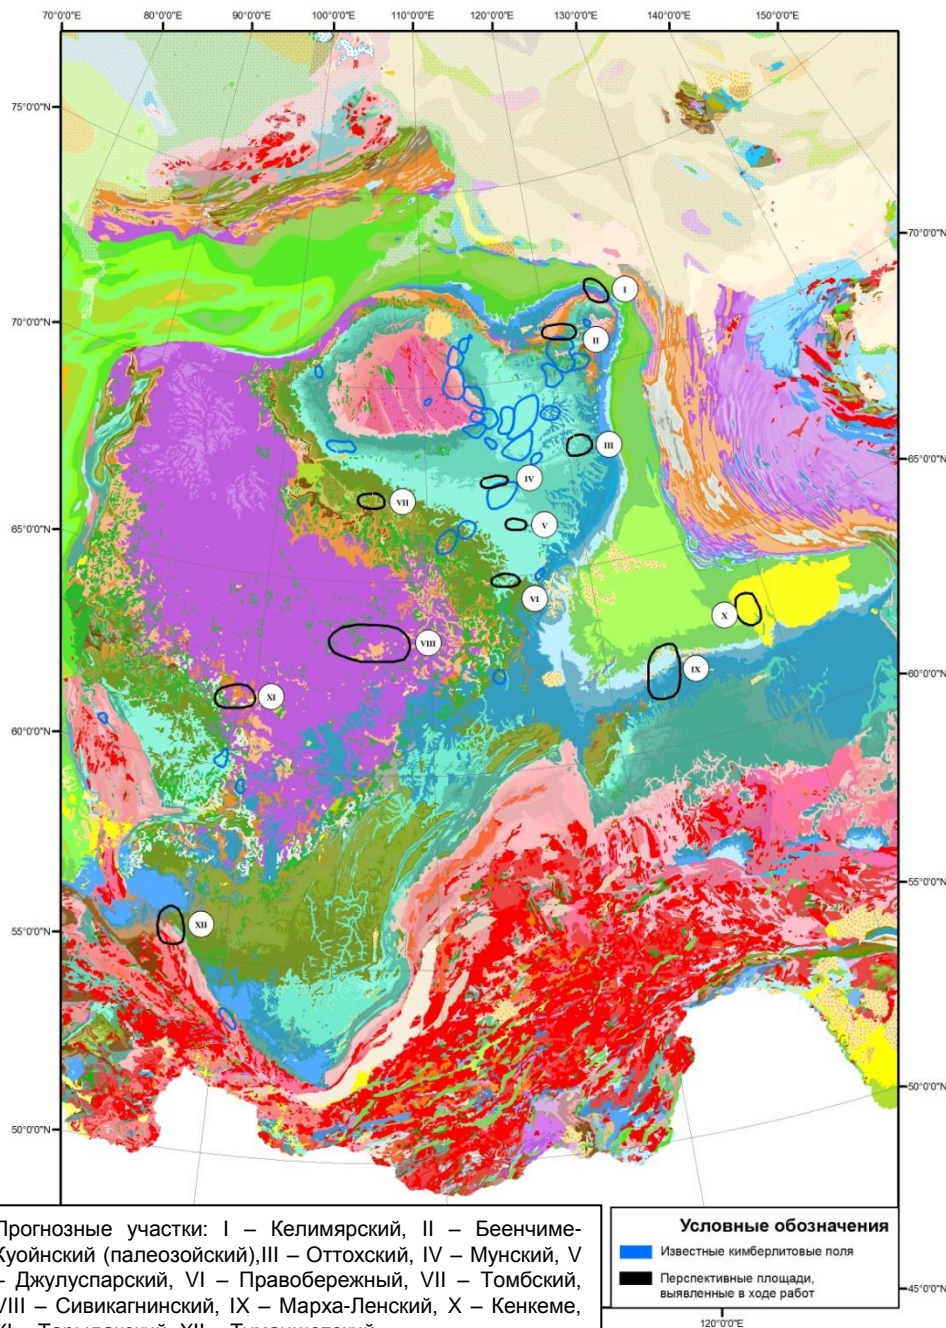 70°0'0"E 80°0'0"E 90°0'0"E 100°0'0"E 110°0'0"E 120°0'0"E 130°0'0"E 140°0'0"E 150°0'0"E
75°0'0"N
70°0'0"N
I
70°0'0"N
II
III
65°0'0"N
IV
VII
V
65°0'0"N
VI
X
VIII
IX
60°0'0"N
XI
60°0'0"N
55°0'0"N
XII
55°0'0"N
50°0'0"N
50°0'0"N
Прогнозные участки: I – Келимярский, II – Беенчиме-
Куойнский (палеозойский),III – Оттохский, IV – Мунский, V
– Джулуспарский, VI – Правобережный, VII – Томбский,
VIII – Сивикагнинский, IX – Марха-Ленский, X – Кенкеме,
Условные обозначения
Известные кимберлитовые поля
Перспективные площади,
выявленные в ходе работ
45°0'0"N
120°0'0"E